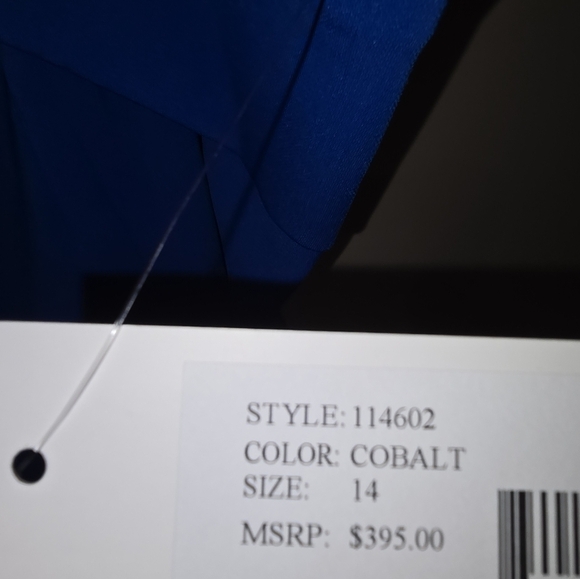 STYLE: 114602
COLOR: COBALT
SIZE: 14
MSRP: $395.00